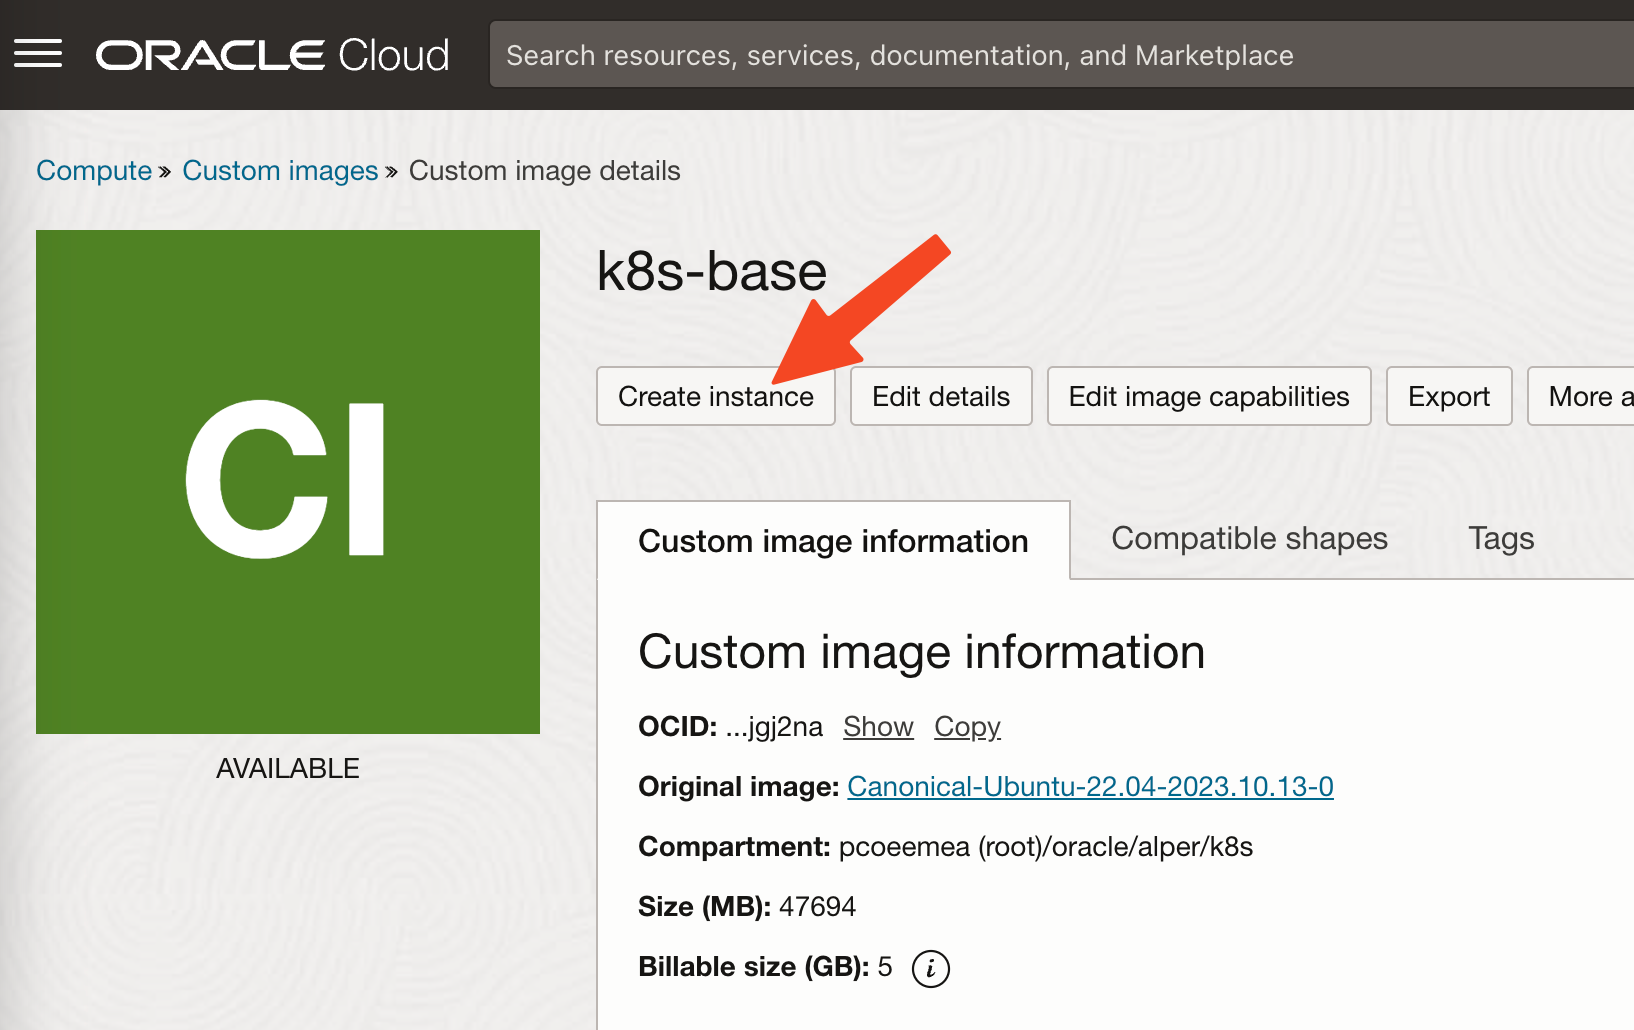 ORACLE Cloud
Search resources, services, documentation, and Marketplace
Compute » Custom images » Custom image details
CI
AVAILABLE
k8s-base
Create instance
Edit details
Edit image capabilities
Export
More a
Custom image information
Compatible shapes
Tags
Custom image information
OCID: ...jgj2na Show Copy
Original image: Canonical-Ubuntu-22.04-2023.10.13-0
Compartment: pcoeemea (root)/oracle/alper/k8s
Size (MB): 47694
Billable size (GB): 5 i